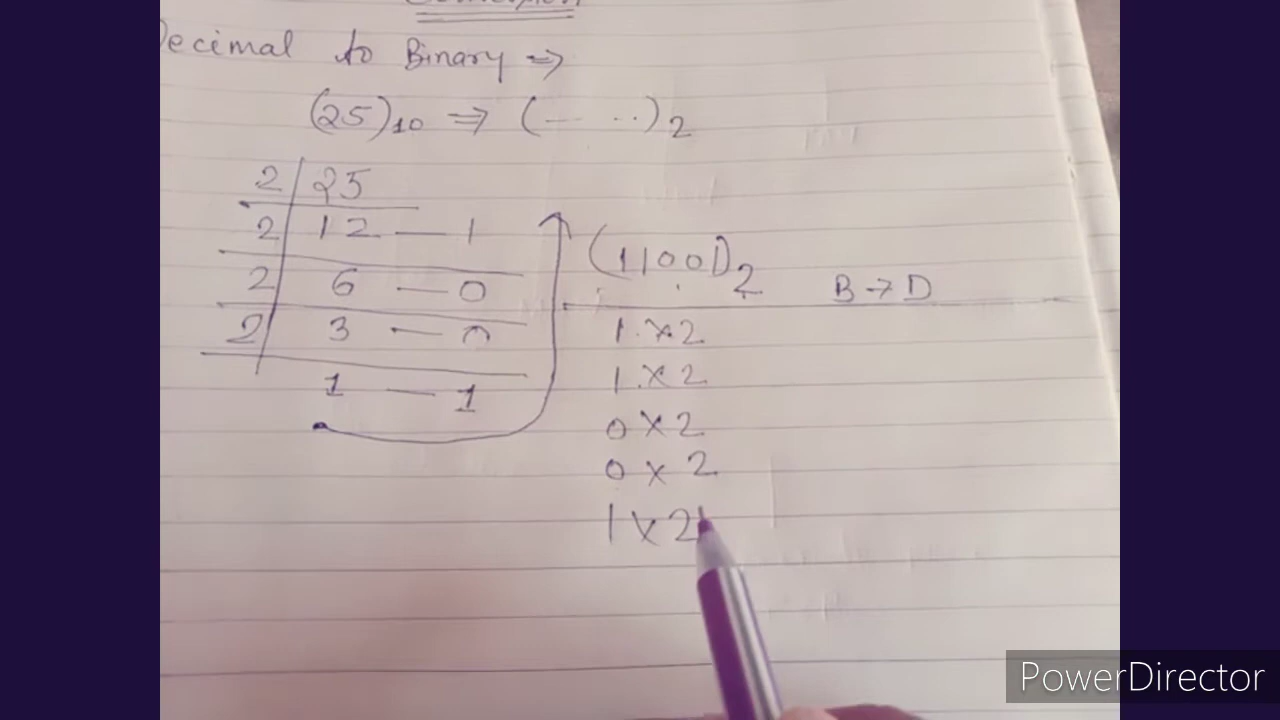 Decimal to Binary ⇒
(25)10 ⇒ (— ··)2
2 | 25
2 | 12 — 1
2 | 6 — 0
2 | 3 — 0
1 — 1
(11001)2
B → D
1 × 2
1 × 2
0 × 2
0 × 2
1 × 2
PowerDirector